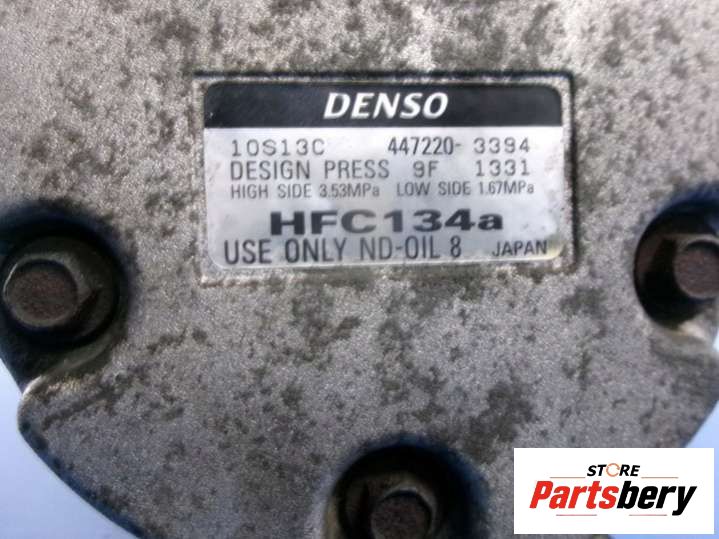 DENSO
10S13C 447220-3394
DESIGN PRESS 9F 1331
HIGH SIDE 3.53MPa LOW SIDE 1.67MPa
HFC134a
USE ONLY ND-OIL 8 JAPAN
STORE
Partsbery